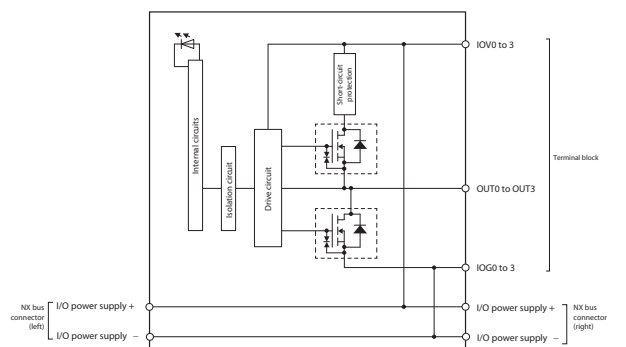 IOV0 to 3
Short-circuit
protection
Internal circuits
Isolation circuit
Drive circuit
Terminal block
OUT0 to OUT3
IOG0 to 3
NX bus
connector
(left)
I/O power supply +
I/O power supply −
I/O power supply +
I/O power supply −
NX bus
connector
(right)